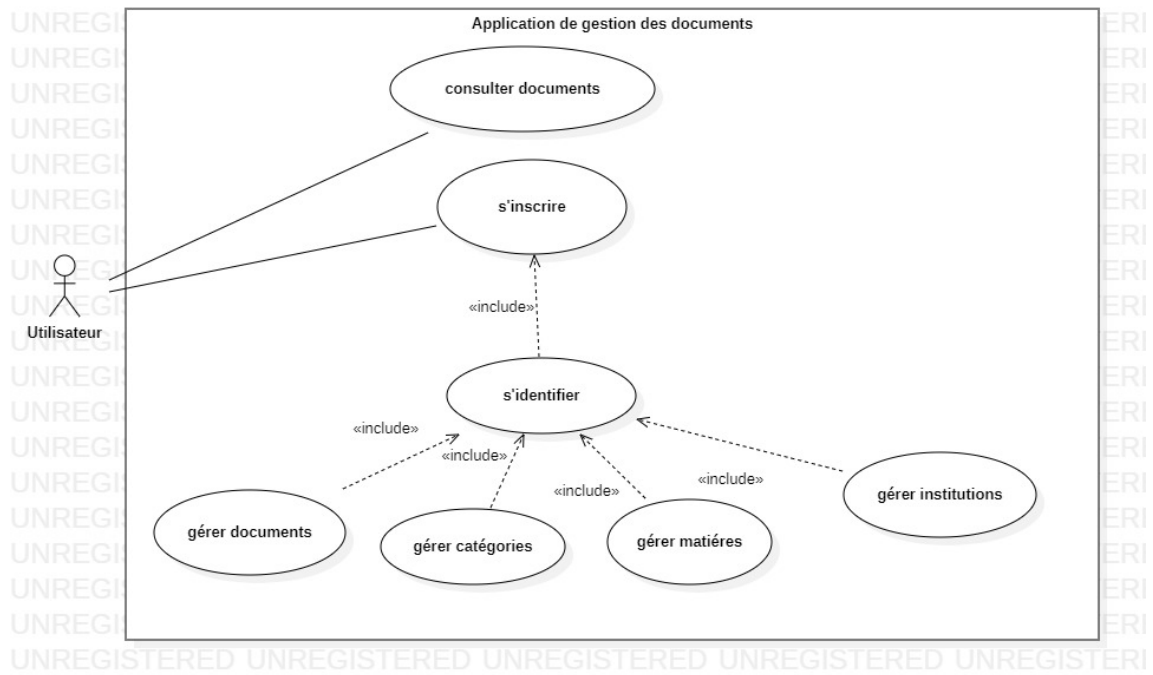 Application de gestion des documents
consulter documents
s'inscrire
Utilisateur
«include»
s'identifier
«include»
«include»
«include»
«include»
gérer documents
gérer catégories
gérer matiéres
gérer institutions
UNREGISTERED UNREGISTERED UNREGISTERED UNREGISTERED UNREGISTERI